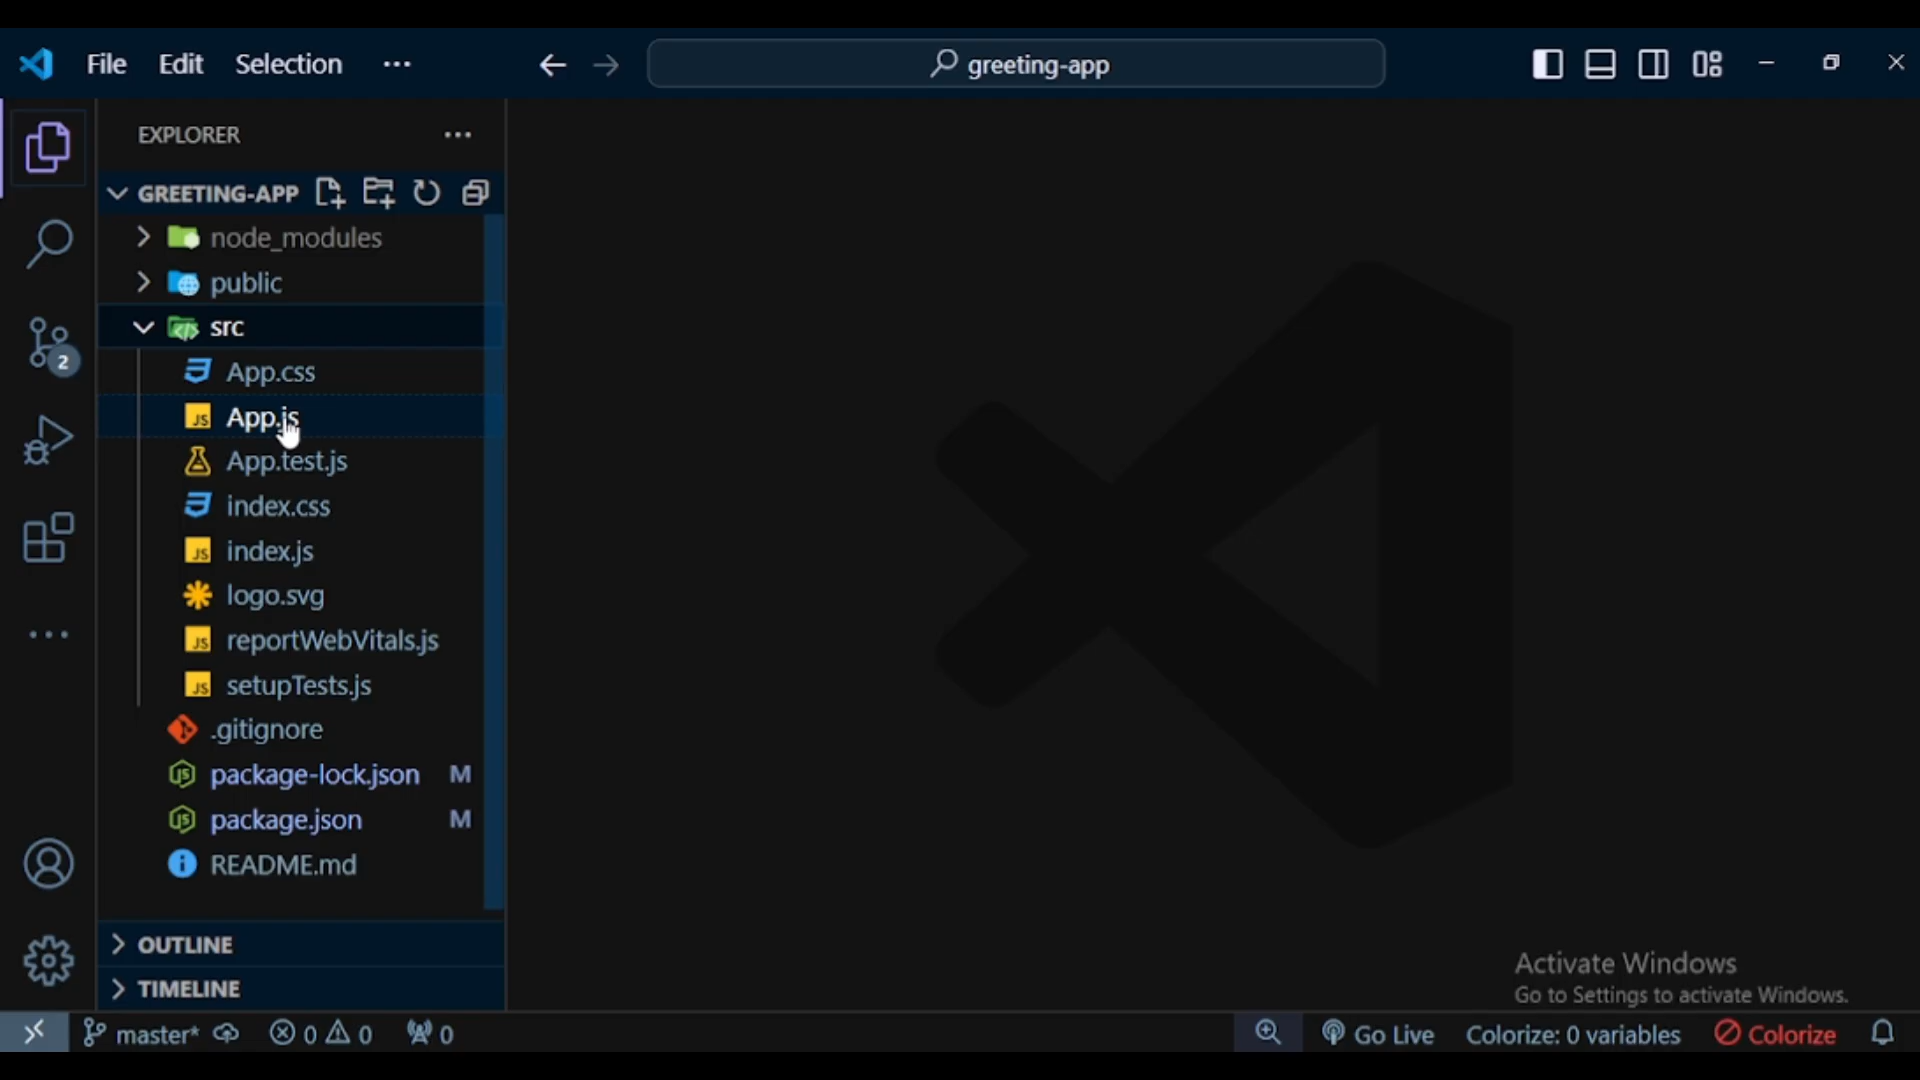 File Edit Selection ···
greeting-app
EXPLORER ···
GREETING-APP
node_modules
public
src
App.css
App.js
App.test.js
index.css
index.js
logo.svg
reportWebVitals.js
setupTests.js
.gitignore
package-lock.json M
package.json M
README.md
OUTLINE
TIMELINE
2
Activate Windows
Go to Settings to activate Windows.
master* 0 0 0 Go Live Colorize: 0 variables Colorize